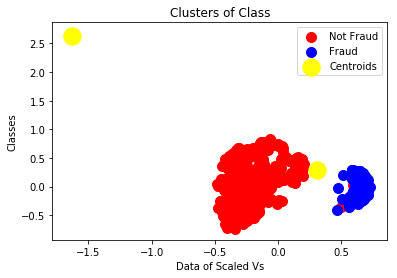 Clusters of Class
Not Fraud
Fraud
Centroids
2.5
2.0
1.5
1.0
0.5
0.0
−0.5
Classes
−1.5
−1.0
−0.5
0.0
0.5
Data of Scaled Vs